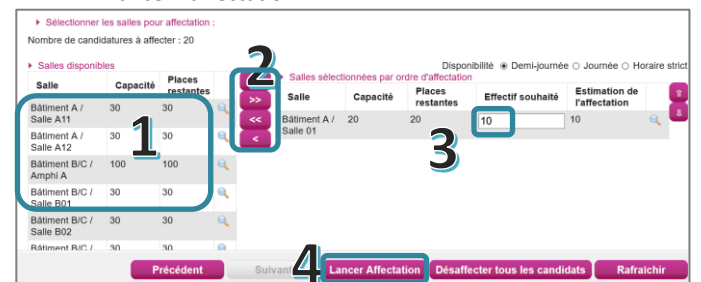 Sélectionner les salles pour affectation :
Nombre de candidatures à affecter : 20
Salles disponibles
Salle Capacité Places restantes
Bâtiment A / Salle A11 30 30
Bâtiment A / Salle A12 30 30
Bâtiment B/C / Amphi A 100 100
Bâtiment B/C / Salle B01 30 30
Bâtiment B/C / Salle B02 30 30
Bâtiment B/C / 30 30
1
2
>>
<<
<
Disponibilité Demi-journée Journée Horaire strict
Salles sélectionnées par ordre d'affectation
Salle Capacité Places restantes Effectif souhaité Estimation de l'affectation
Bâtiment A / Salle 01 20 20 10 10
3
4
Précédent Suivant Lancer Affectation Désaffecter tous les candidats Rafraîchir